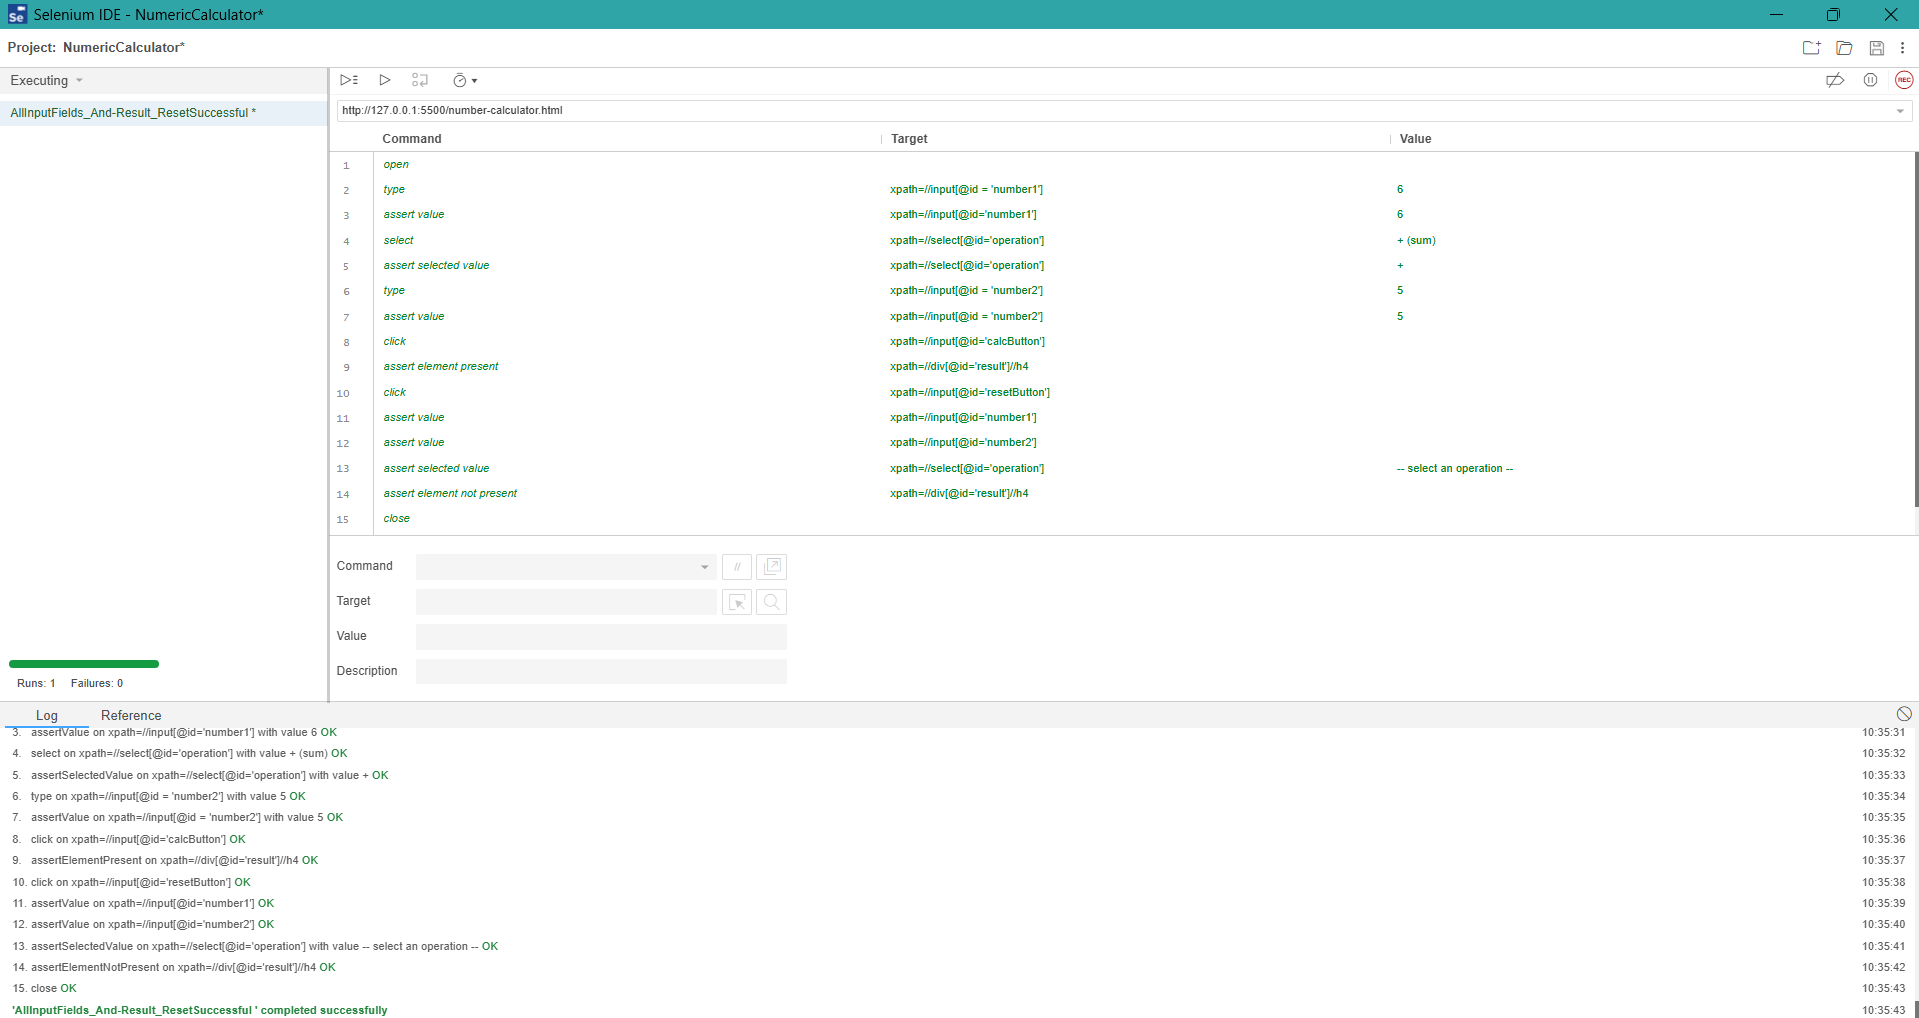 Selenium IDE - NumericCalculator*
Project: NumericCalculator*
Executing
AllInputFields_And-Result_ResetSuccessful *
REC
http://127.0.0.1:5500/number-calculator.html
Command Target Value
1 open
2 type xpath=//input[@id = 'number1'] 6
3 assert value xpath=//input[@id='number1'] 6
4 select xpath=//select[@id='operation'] + (sum)
5 assert selected value xpath=//select[@id='operation'] +
6 type xpath=//input[@id = 'number2'] 5
7 assert value xpath=//input[@id = 'number2'] 5
8 click xpath=//input[@id='calcButton']
9 assert element present xpath=//div[@id='result']//h4
10 click xpath=//input[@id='resetButton']
11 assert value xpath=//input[@id='number1']
12 assert value xpath=//input[@id='number2']
13 assert selected value xpath=//select[@id='operation'] -- select an operation --
14 assert element not present xpath=//div[@id='result']//h4
15 close
Command //
Target
Value
Description
Runs: 1 Failures: 0
Log Reference
3. assertValue on xpath=//input[@id='number1'] with value 6 OK 10:35:31
4. select on xpath=//select[@id='operation'] with value + (sum) OK 10:35:32
5. assertSelectedValue on xpath=//select[@id='operation'] with value + OK 10:35:33
6. type on xpath=//input[@id = 'number2'] with value 5 OK 10:35:34
7. assertValue on xpath=//input[@id = 'number2'] with value 5 OK 10:35:35
8. click on xpath=//input[@id='calcButton'] OK 10:35:36
9. assertElementPresent on xpath=//div[@id='result']//h4 OK 10:35:37
10. click on xpath=//input[@id='resetButton'] OK 10:35:38
11. assertValue on xpath=//input[@id='number1'] OK 10:35:39
12. assertValue on xpath=//input[@id='number2'] OK 10:35:40
13. assertSelectedValue on xpath=//select[@id='operation'] with value -- select an operation -- OK 10:35:41
14. assertElementNotPresent on xpath=//div[@id='result']//h4 OK 10:35:42
15. close OK 10:35:43
'AllInputFields_And-Result_ResetSuccessful ' completed successfully 10:35:43